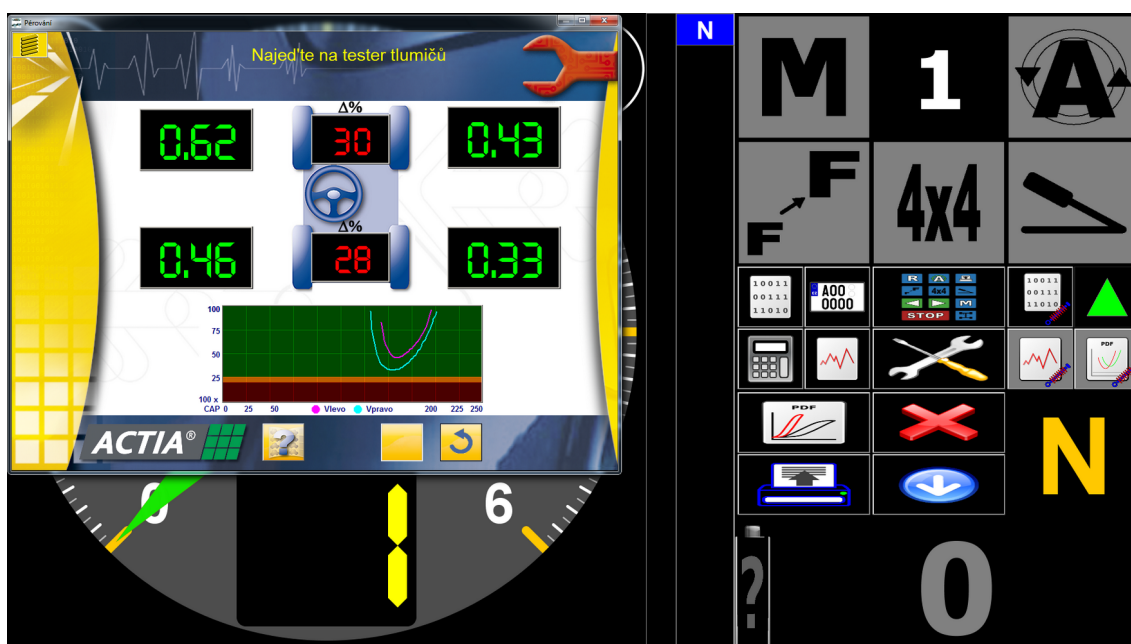 Pérování
Najeďte na tester tlumičů
Δ%
0.62
30
0.43
Δ%
0.46
28
0.33
100
75
50
25
100 x
CAP 0 25 50 Vlevo Vpravo 200 225 250
ACTIA®
?
0
6
1
N
M 1 A
F F
4x4
10011
00111
11010
A00
0000
R A
4x4
M
STOP
10011
00111
11010
PDF
PDF
N
?
0